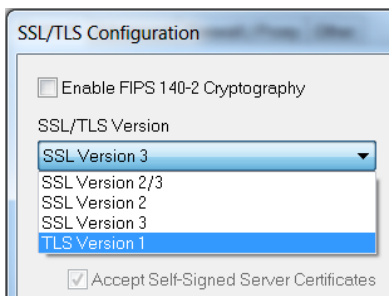 SSL/TLS Configuration
Enable FIPS 140-2 Cryptography
SSL/TLS Version
SSL Version 3
SSL Version 2/3
SSL Version 2
SSL Version 3
TLS Version 1
Accept Self-Signed Server Certificates